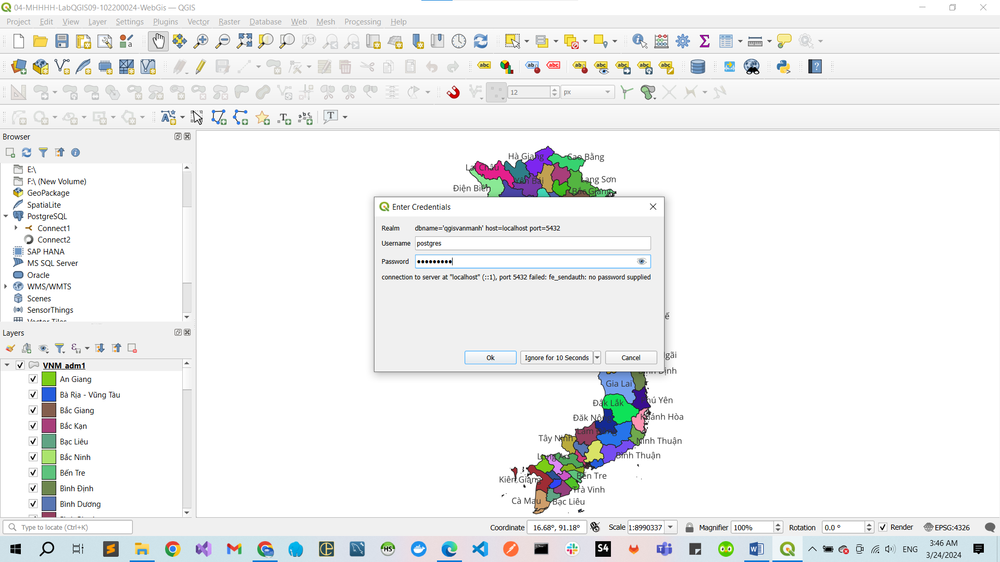 04-MHHHH-LabQGIS09-102200024-WebGis — QGIS
Project Edit View Layer Settings Plugins Vector Raster Database Web Mesh Processing Help
12 px
Browser
E:\
F:\ (New Volume)
GeoPackage
SpatiaLite
PostgreSQL
Connect1
Connect2
SAP HANA
MS SQL Server
Oracle
WMS/WMTS
Scenes
SensorThings
Vector Tiles
Layers
VNM_adm1
An Giang
Bà Rịa - Vũng Tàu
Bắc Giang
Bắc Kạn
Bạc Liêu
Bắc Ninh
Bến Tre
Bình Định
Bình Dương
Hà Giang
Cao Bằng
Lai Châu
Yên Bái
Lạng Sơn
Điện Biên
Bắc Giang
Enter Credentials
Realm dbname='qgisvanmanh' host=localhost port=5432
Username postgres
Password •••••••••
connection to server at "localhost" (::1), port 5432 failed: fe_sendauth: no password supplied
Ok Ignore for 10 Seconds Cancel
ế
gãi
Bình Định
Gia Lai
Phú Yên
Đắk Lắk
Khánh Hòa
Đăk Nông
Lâm Đồng
Tây Ninh
Ninh Thuận
Long An
Bình Thuận
Bến Tre
Kiên Giang
Trà Vinh
Cà Mau
Bạc Liêu
Type to locate (Ctrl+K)
Coordinate 16.68°, 91.18° Scale 1:8990337 Magnifier 100% Rotation 0.0 ° Render EPSG:4326
ENG
3:46 AM
3/24/2024